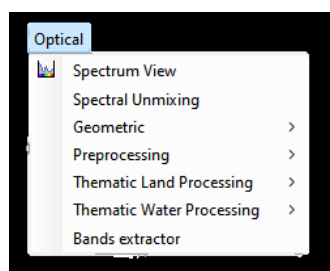 Optical
Spectrum View
Spectral Unmixing
Geometric
Preprocessing
Thematic Land Processing
Thematic Water Processing
Bands extractor